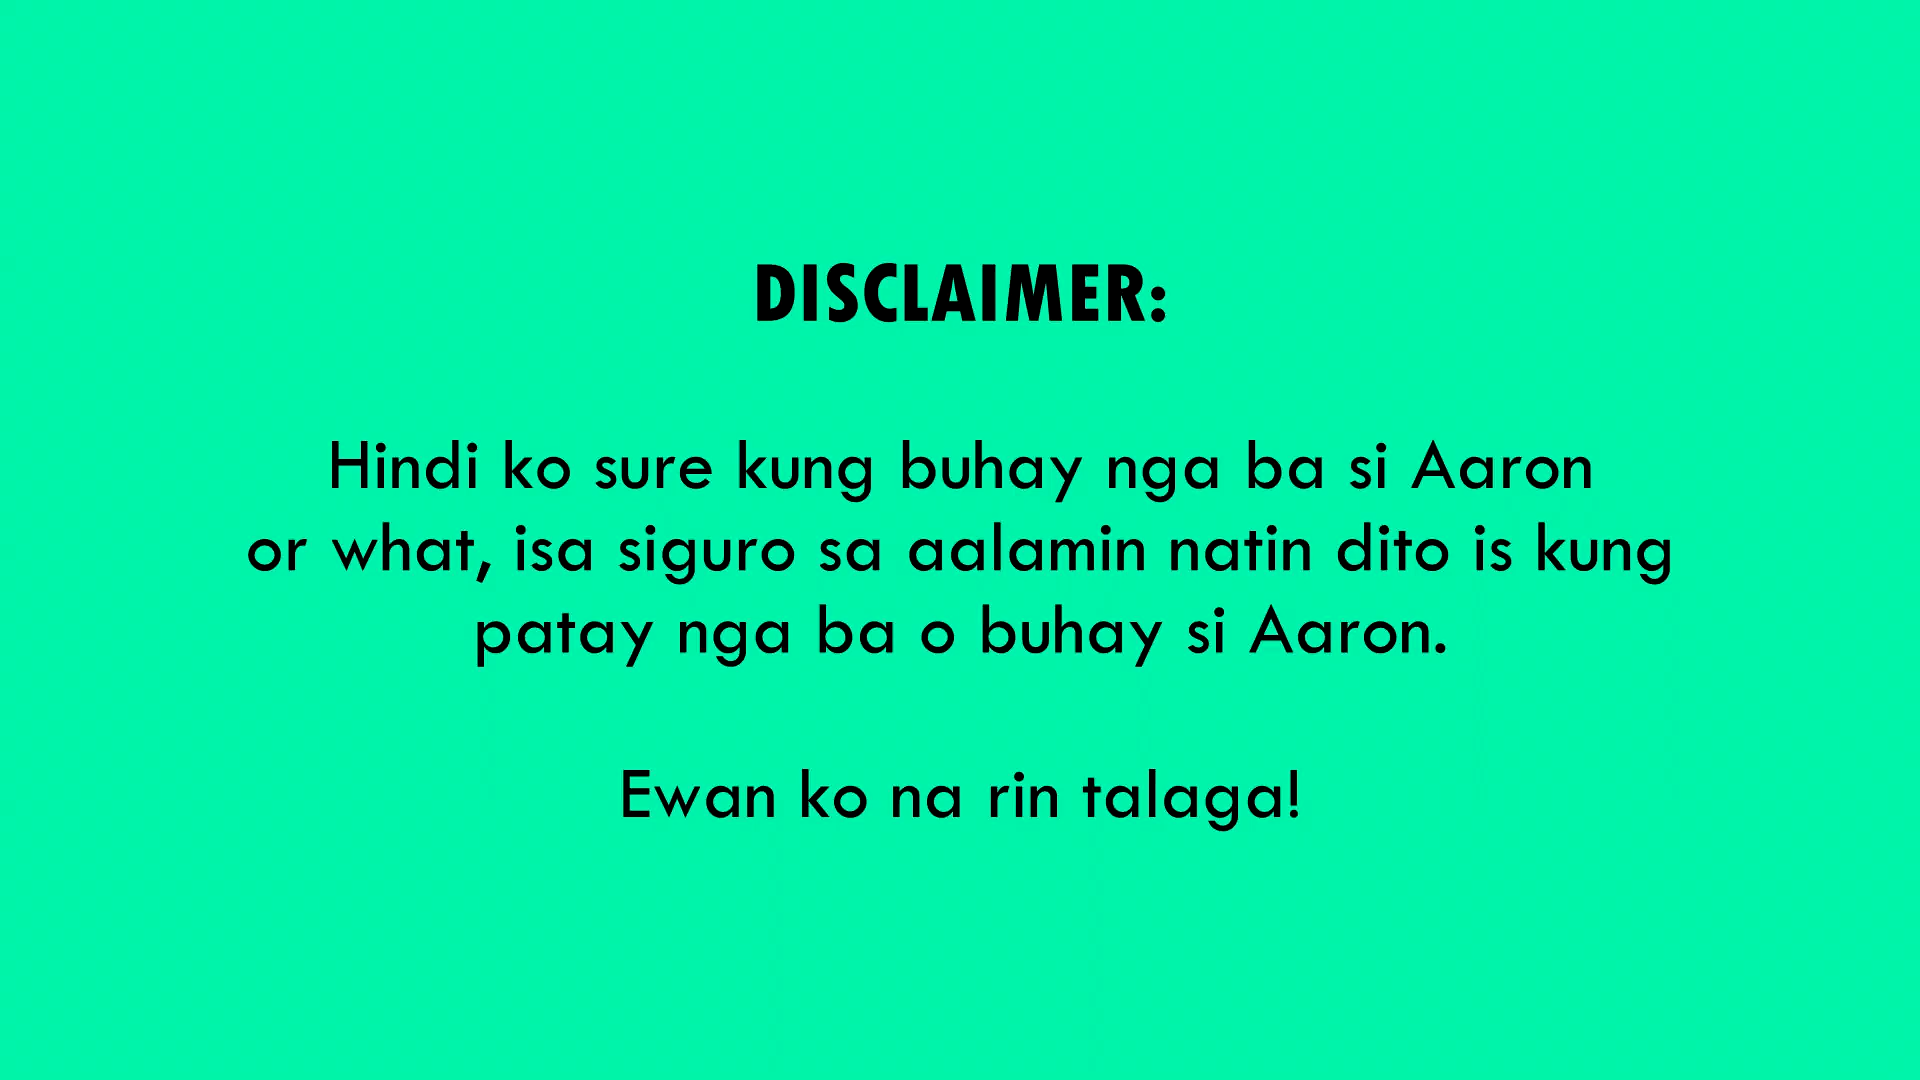 DISCLAIMER:
Hindi ko sure kung buhay nga ba si Aaron
or what, isa siguro sa aalamin natin dito is kung
patay nga ba o buhay si Aaron.
Ewan ko na rin talaga!